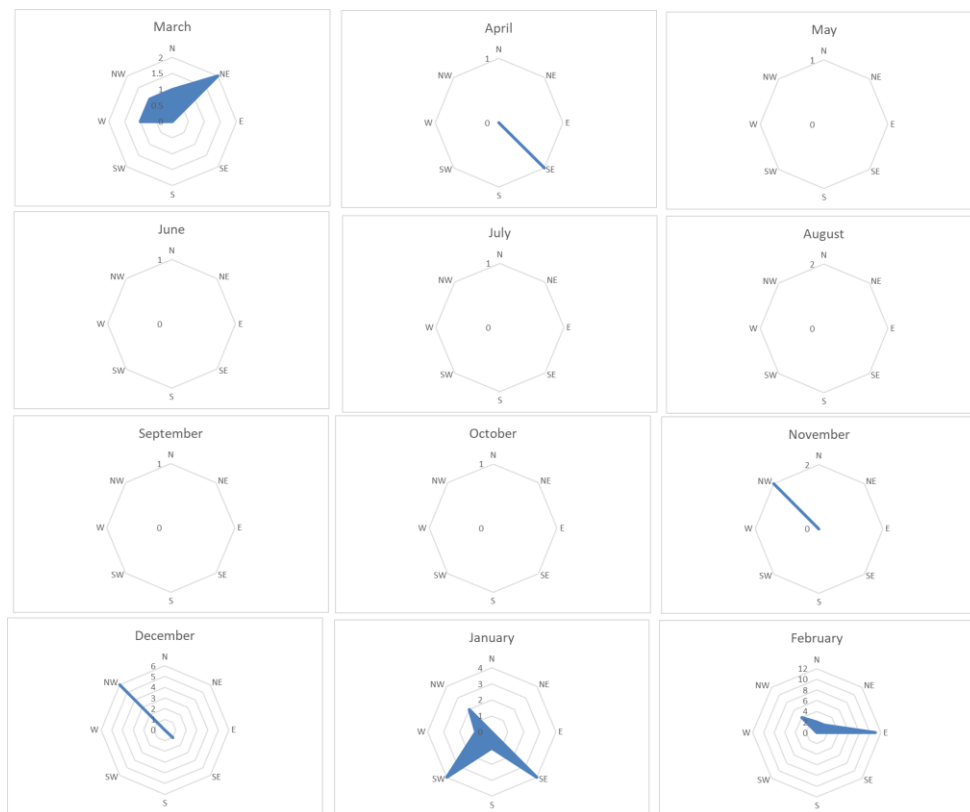 March
N
2
NW
1.5
NE
1
0.5
W
0
E
SW
SE
S
April
N
1
NW
NE
W
0
E
SW
SE
S
May
N
1
NW
NE
W
0
E
SW
SE
S
June
N
1
NW
NE
W
0
E
SW
SE
S
July
N
1
NW
NE
W
0
E
SW
SE
S
August
N
2
NW
NE
W
0
E
SW
SE
S
September
N
1
NW
NE
W
0
E
SW
SE
S
October
N
1
NW
NE
W
0
E
SW
SE
S
November
N
2
NW
NE
W
0
E
SW
SE
S
December
N
6
NW
5
NE
4
3
2
1
W
0
E
SW
SE
S
January
N
4
NW
3
NE
2
1
W
0
E
SW
SE
S
February
N
12
NW
10
NE
8
6
4
2
W
0
E
SW
SE
S